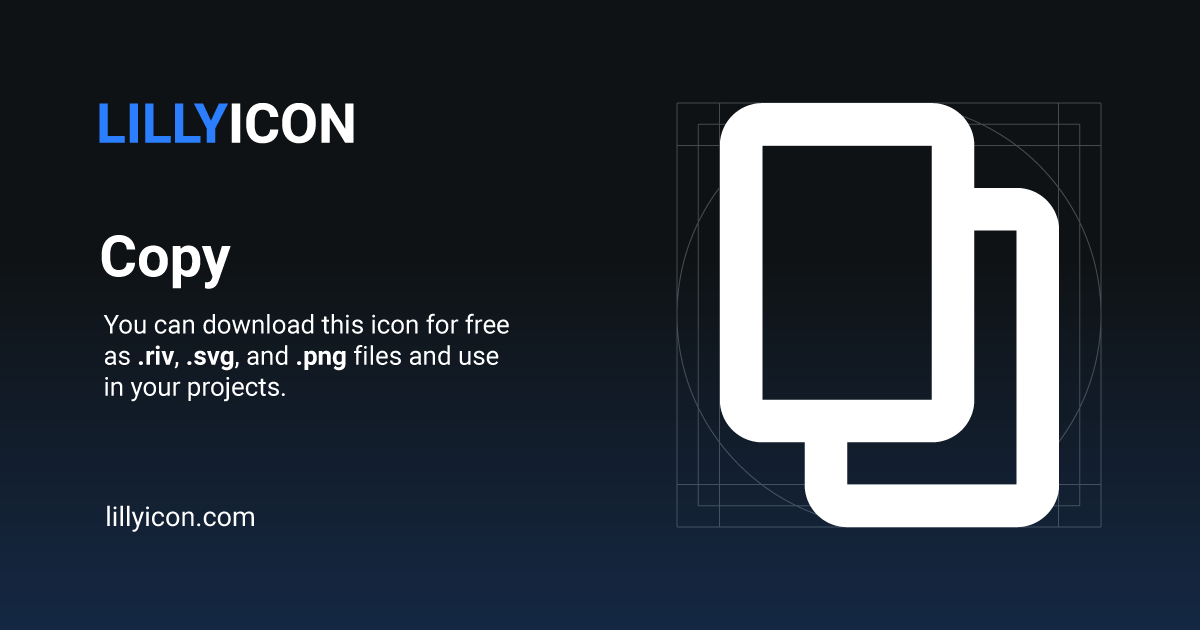 LILLYICON
Copy
You can download this icon for free
as .riv, .svg, and .png files and use
in your projects.
lillyicon.com